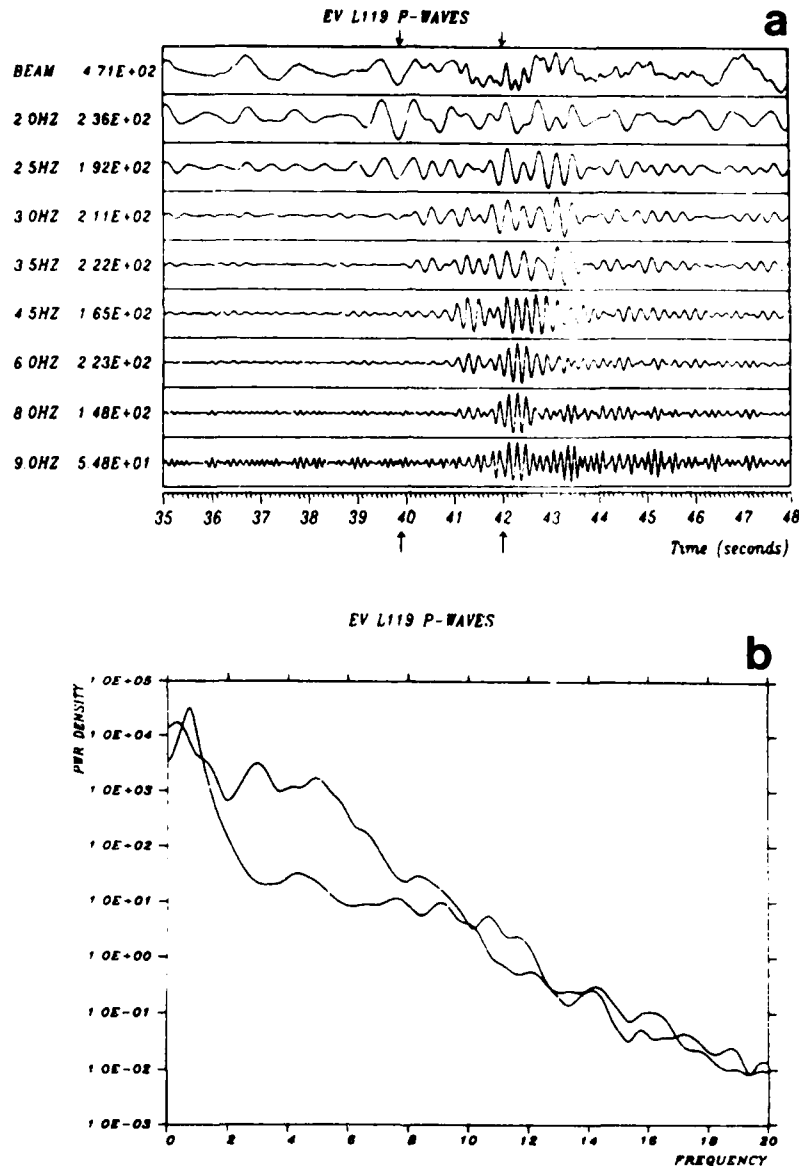 EV L119 P-WAVES
a
BEAM 4 71E+02
2 0HZ 2 36E+02
2 5HZ 1 92E+02
3 0HZ 2 11E+02
3 5HZ 2 22E+02
4 5HZ 1 65E+02
6 0HZ 2 23E+02
8 0HZ 1 48E+02
9.0HZ 5.48E+01
35 36 37 38 39 40 41 42 43 44 45 46 47 48
Time (seconds)
EV L119 P-WAVES
b
PWR DENSITY
1 0E+05
1 0E+04
1 0E+03
1 0E+02
1 0E+01
1 0E+00
1 0E-01
1 0E-02
1 0E-03
0 2 4 6 8 10 12 14 16 18 20
FREQUENCY